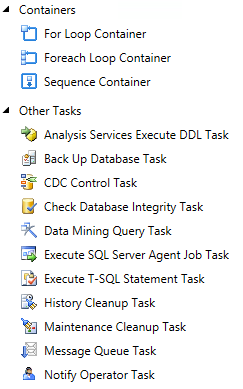 Containers
For Loop Container
Foreach Loop Container
Sequence Container
Other Tasks
Analysis Services Execute DDL Task
Back Up Database Task
CDC Control Task
Check Database Integrity Task
Data Mining Query Task
Execute SQL Server Agent Job Task
Execute T-SQL Statement Task
History Cleanup Task
Maintenance Cleanup Task
Message Queue Task
Notify Operator Task